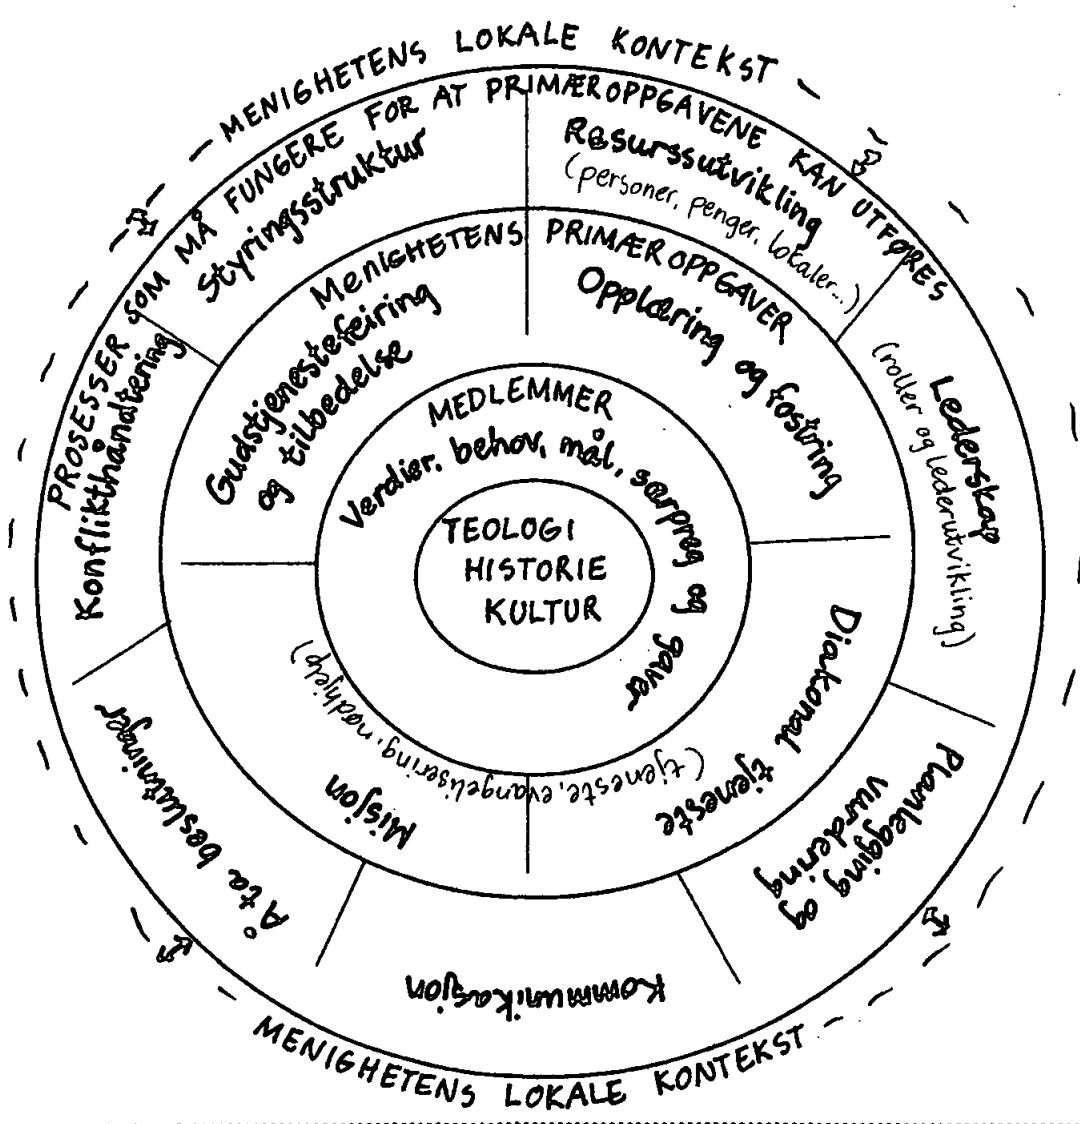 MENIGHETENS LOKALE KONTEKST
PROSESSER SOM MÅ FUNGERE FOR AT PRIMÆROPPGAVENE KAN UTFØRES
Styringsstruktur
Resurssutvikling
(personer, penger, lokaler...)
Lederskap
(roller og lederutvikling)
Planlegging og
vurdering
Kommunikasjon
Å ta beslutninger
Konflikthåndtering
MENIGHETENS PRIMÆROPPGAVER
Gudstjenestefeiring
og tilbedelse
Opplæring og fostring
Diakonal tjeneste
Misjon
(tjeneste, evangelisering, nødhjelp)
MEDLEMMER
Verdier, behov, mål, særpreg og gaver
TEOLOGI
HISTORIE
KULTUR
MENIGHETENS LOKALE KONTEKST